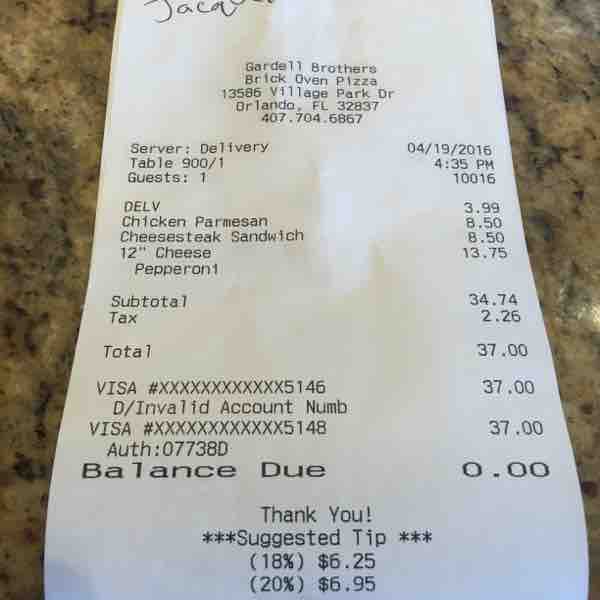 Gardell Brothers
Brick Oven Pizza
13586 Village Park Dr
Orlando, FL 32837
407.704.6867
Server: Delivery 04/19/2016
Table 900/1 4:35 PM
Guests: 1 10016
DELV 3.99
Chicken Parmesan 8.50
Cheesesteak Sandwich 8.50
12" Cheese 13.75
Pepperoni
Subtotal 34.74
Tax 2.26
Total 37.00
VISA #XXXXXXXXXXXX5146 37.00
D/Invalid Account Numb
VISA #XXXXXXXXXXXX5148 37.00
Auth:07738D
Balance Due 0.00
Thank You!
***Suggested Tip ***
(18%) $6.25
(20%) $6.95